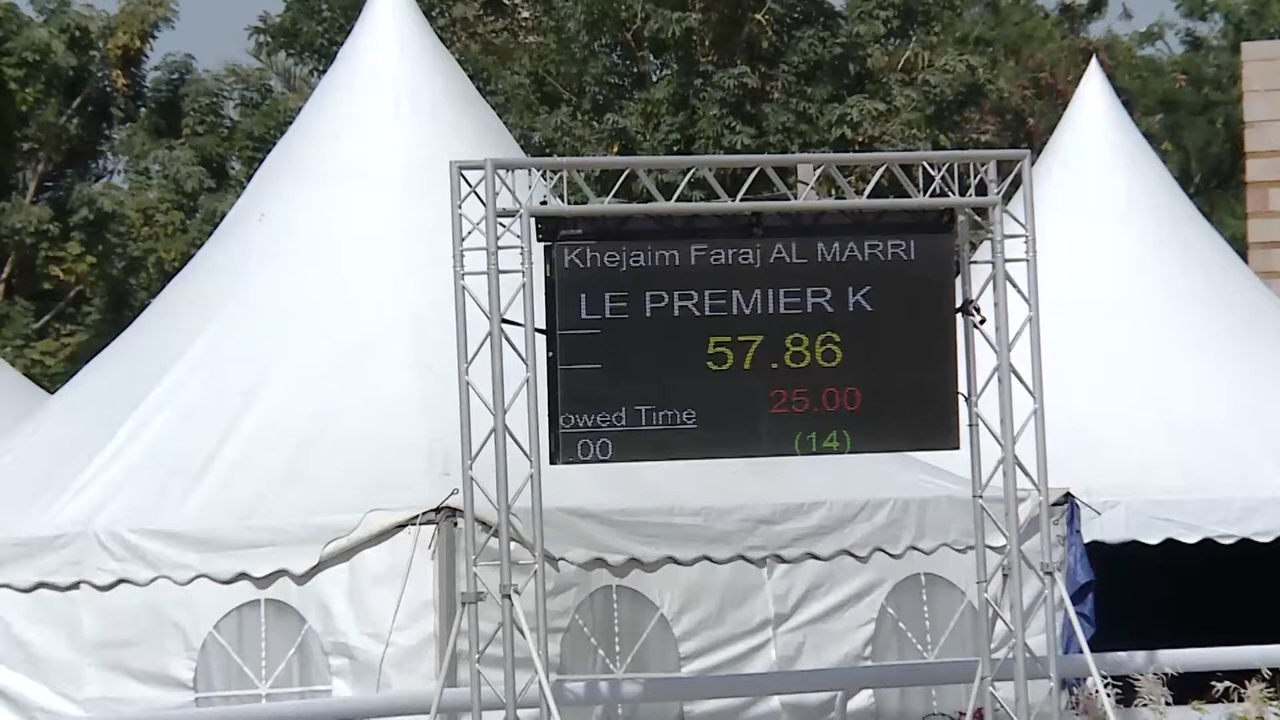 Khejaim Faraj AL MARRI
LE PREMIER K
57.86
25.00
owed Time
.00
(14)